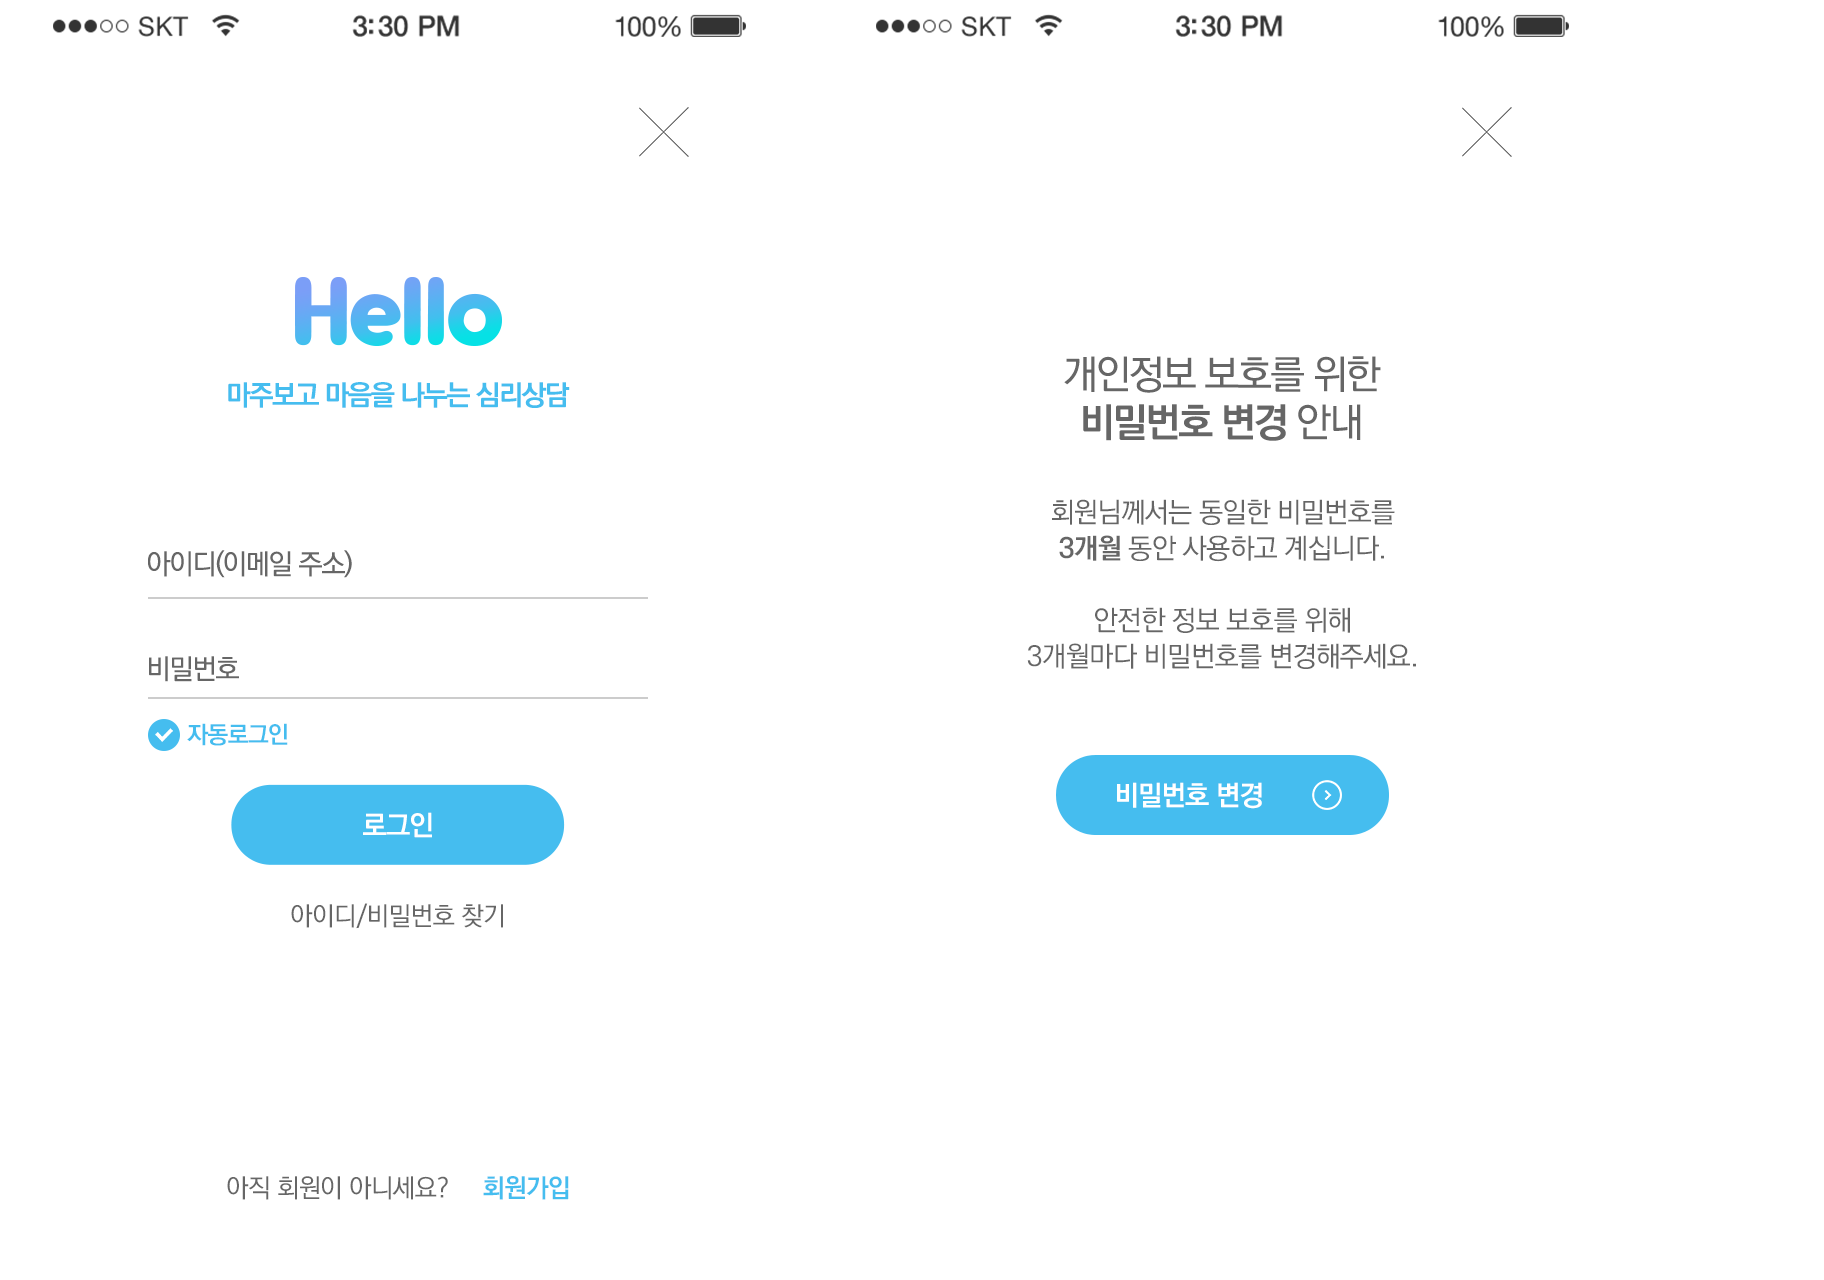 SKT 3:30 PM 100%
Hello
마주보고 마음을 나누는 심리상담
아이디(이메일 주소)
비밀번호
자동로그인
로그인
아이디/비밀번호 찾기
아직 회원이 아니세요? 회원가입
SKT 3:30 PM 100%
개인정보 보호를 위한
비밀번호 변경 안내
회원님께서는 동일한 비밀번호를
3개월 동안 사용하고 계십니다.
안전한 정보 보호를 위해
3개월마다 비밀번호를 변경해주세요.
비밀번호 변경